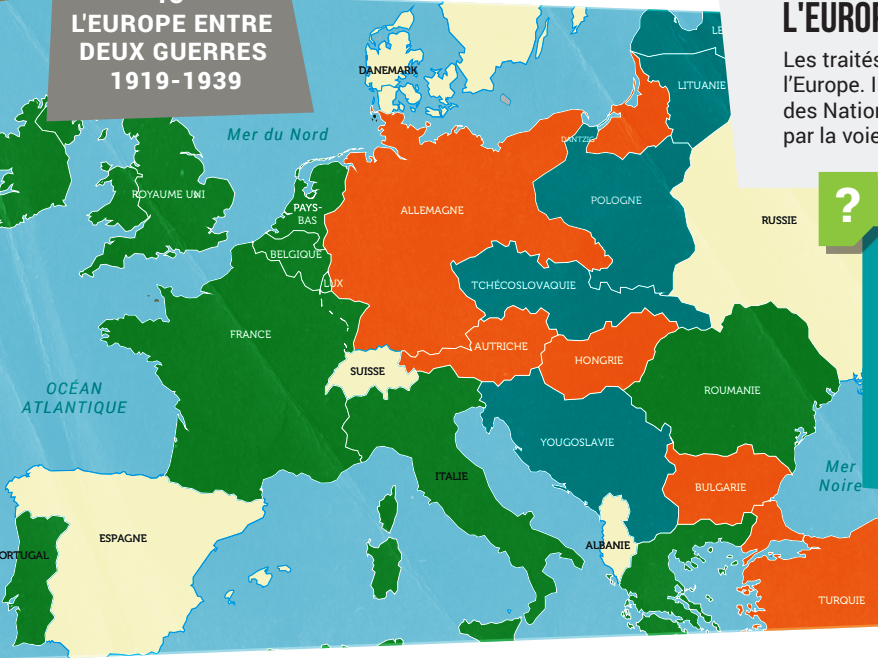 L'EUROPE ENTRE
DEUX GUERRES
1919-1939
Les traités
l'Europe. I
des Nation
par la voie
?
DANEMARK
LITUANIE
Mer du Nord
DANTZIG
ROYAUME UNI
PAYS-
BAS
ALLEMAGNE
POLOGNE
RUSSIE
BELGIQUE
LUX
TCHÉCOSLOVAQUIE
FRANCE
AUTRICHE
HONGRIE
SUISSE
ROUMANIE
OCÉAN
ATLANTIQUE
YOUGOSLAVIE
ITALIE
Mer
Noire
BULGARIE
ESPAGNE
ORTUGAL
ALBANIE
TURQUIE